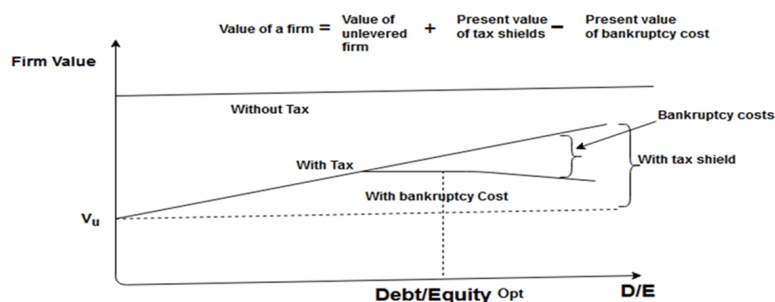 Value of a firm = Value of unlevered firm + Present value of tax shields − Present value of bankruptcy cost
Firm Value
Without Tax
Bankruptcy costs
With Tax
With tax shield
With bankruptcy Cost
Vu
Debt/Equity Opt
D/E